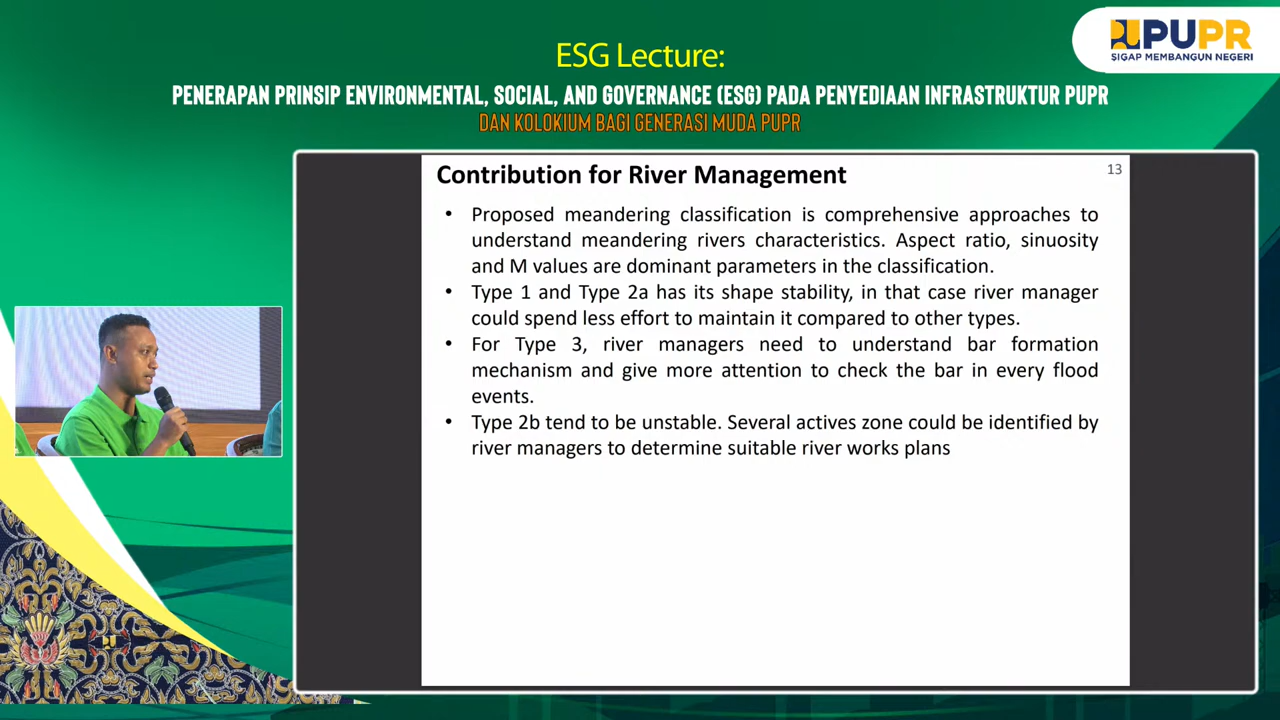 PUPR
SIGAP MEMBANGUN NEGERI
ESG Lecture:
PENERAPAN PRINSIP ENVIRONMENTAL, SOCIAL, AND GOVERNANCE (ESG) PADA PENYEDIAAN INFRASTRUKTUR PUPR
DAN KOLOKIUM BAGI GENERASI MUDA PUPR
Contribution for River Management
13
• Proposed meandering classification is comprehensive approaches to
understand meandering rivers characteristics. Aspect ratio, sinuosity
and M values are dominant parameters in the classification.
• Type 1 and Type 2a has its shape stability, in that case river manager
could spend less effort to maintain it compared to other types.
• For Type 3, river managers need to understand bar formation
mechanism and give more attention to check the bar in every flood
events.
• Type 2b tend to be unstable. Several actives zone could be identified by
river managers to determine suitable river works plans